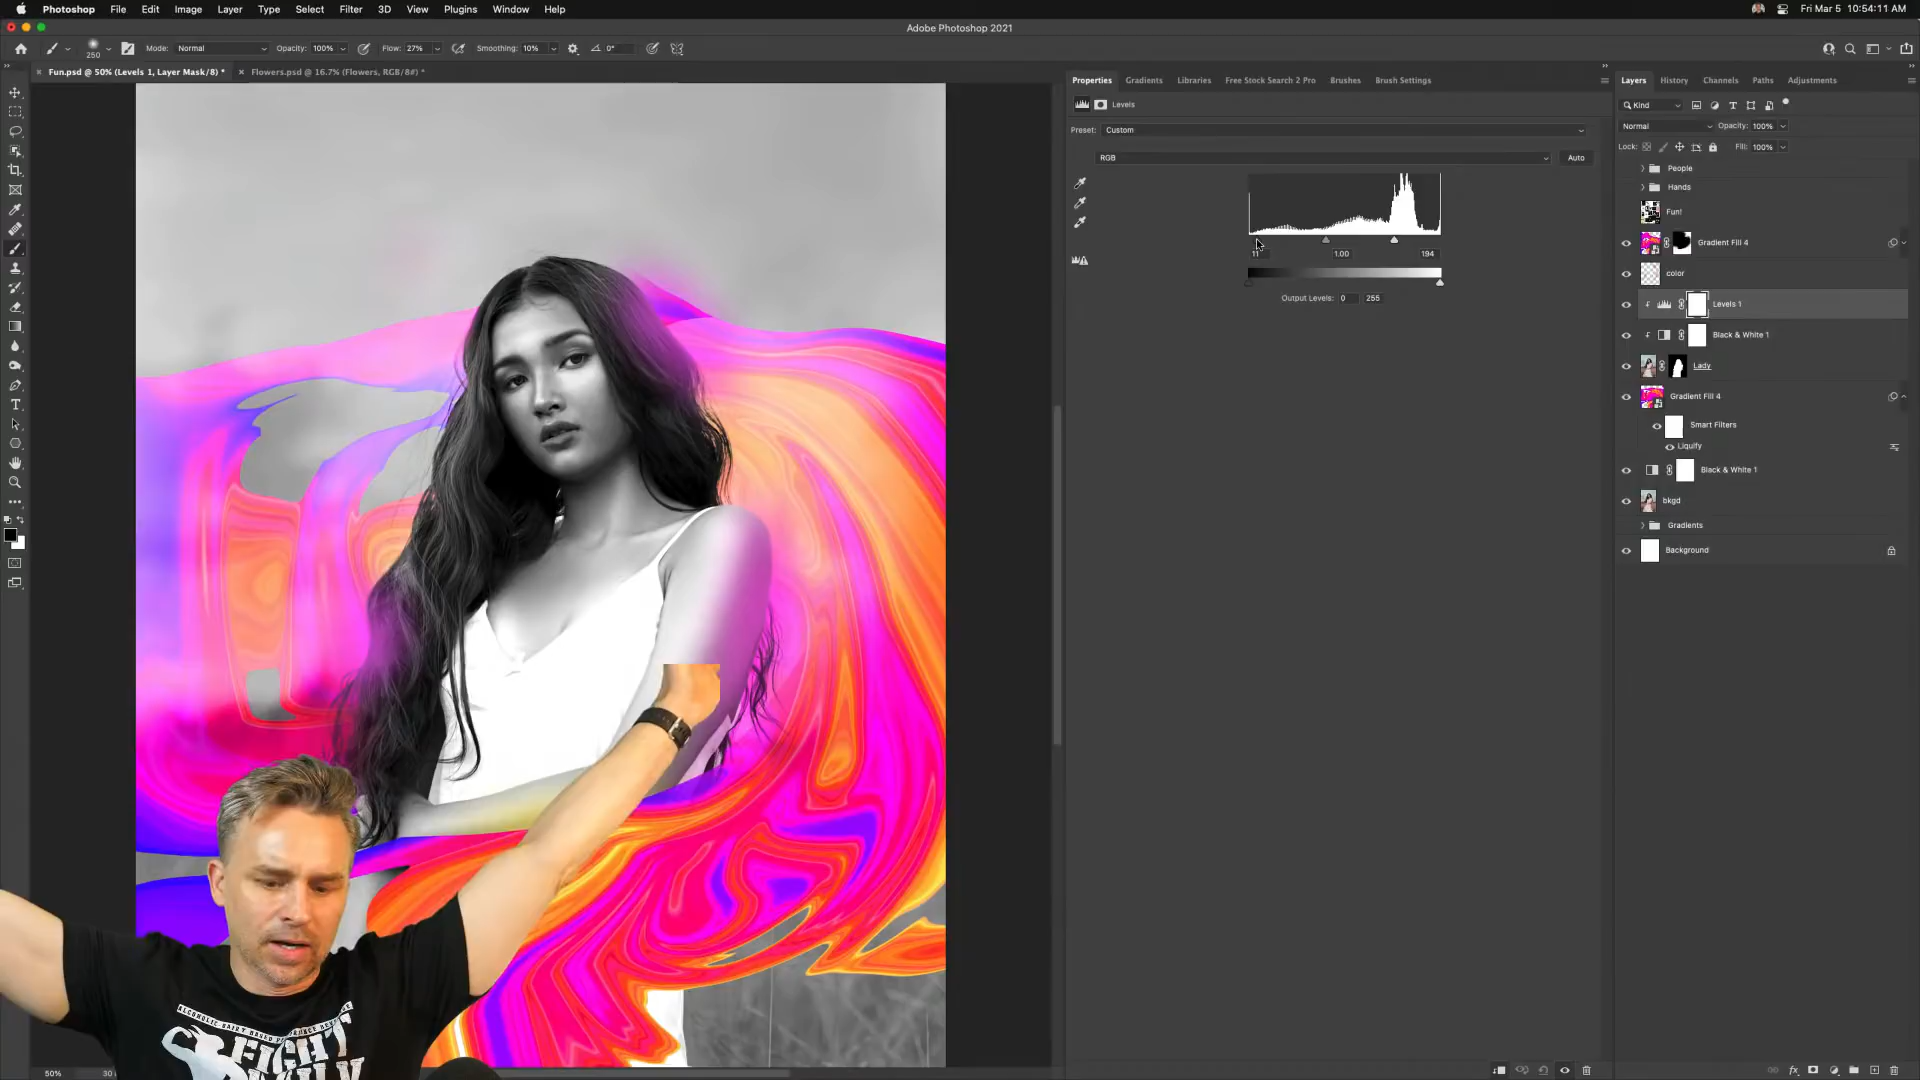 Photoshop File Edit Image Layer Type Select Filter 3D View Plugins Window Help Fri Mar 5 10:54:11 AM
Adobe Photoshop 2021
250 Mode: Normal Opacity: 100% Flow: 27% Smoothing: 10% 0°
Fun.psd @ 50% (Levels 1, Layer Mask/8) * Flowers.psd @ 16.7% (Flowers, RGB/8#) *
Properties Gradients Libraries Free Stock Search 2 Pro Brushes Brush Settings
Levels
Preset: Custom
RGB Auto
11 1.00 194
Output Levels: 0 255
Layers History Channels Paths Adjustments
Kind
Normal Opacity: 100%
Lock: Fill: 100%
People
Hands
Fun!
Gradient Fill 4
color
Levels 1
Black & White 1
Lady
Gradient Fill 4
Smart Filters
Liquify
Black & White 1
bkgd
Gradients
Background
FIGHT
50% 30